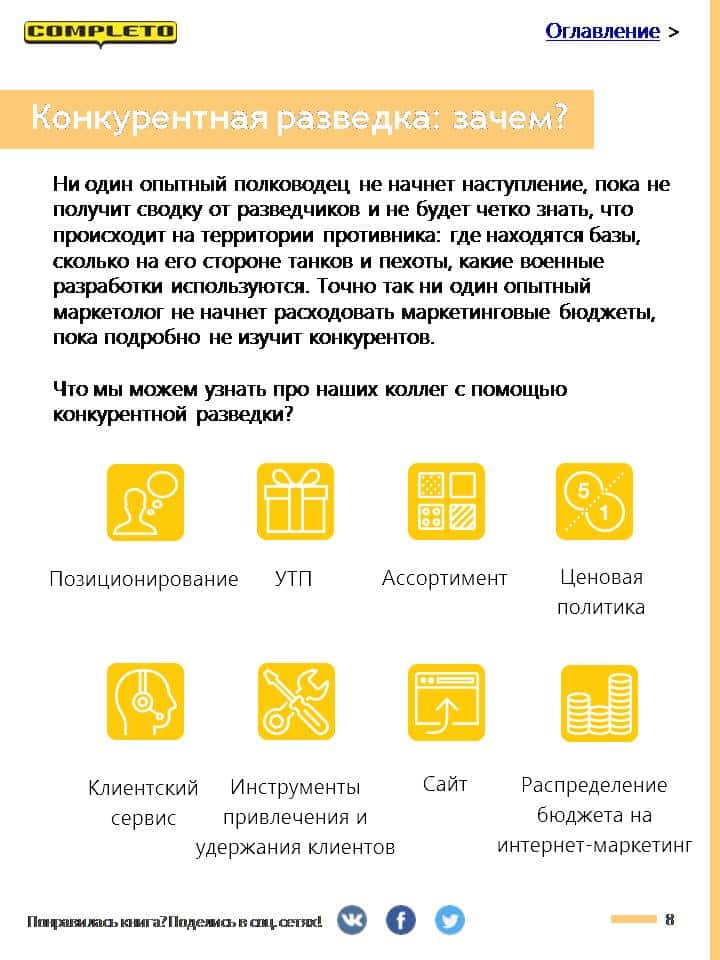 COMPLETO
Оглавление >
Конкурентная разведка: зачем?
Ни один опытный полководец не начнет наступление, пока не
получит сводку от разведчиков и не будет четко знать, что
происходит на территории противника: где находятся базы,
сколько на его стороне танков и пехоты, какие военные
разработки используются. Точно так ни один опытный
маркетолог не начнет расходовать маркетинговые бюджеты,
пока подробно не изучит конкурентов.
Что мы можем узнать про наших коллег с помощью
конкурентной разведки?
5
1
Позиционирование УТП Ассортимент Ценовая
политика
Клиентский Инструменты Сайт Распределение
сервис привлечения и бюджета на
удержания клиентов интернет-маркетинг
Понравилась книга? Поделись в соц. сетях! 8